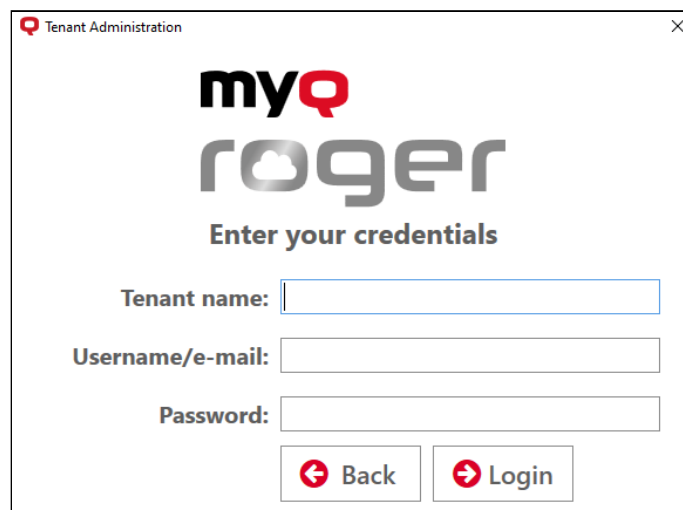 Tenant Administration
myQ
roger
Enter your credentials
Tenant name:
Username/e-mail:
Password:
Back Login